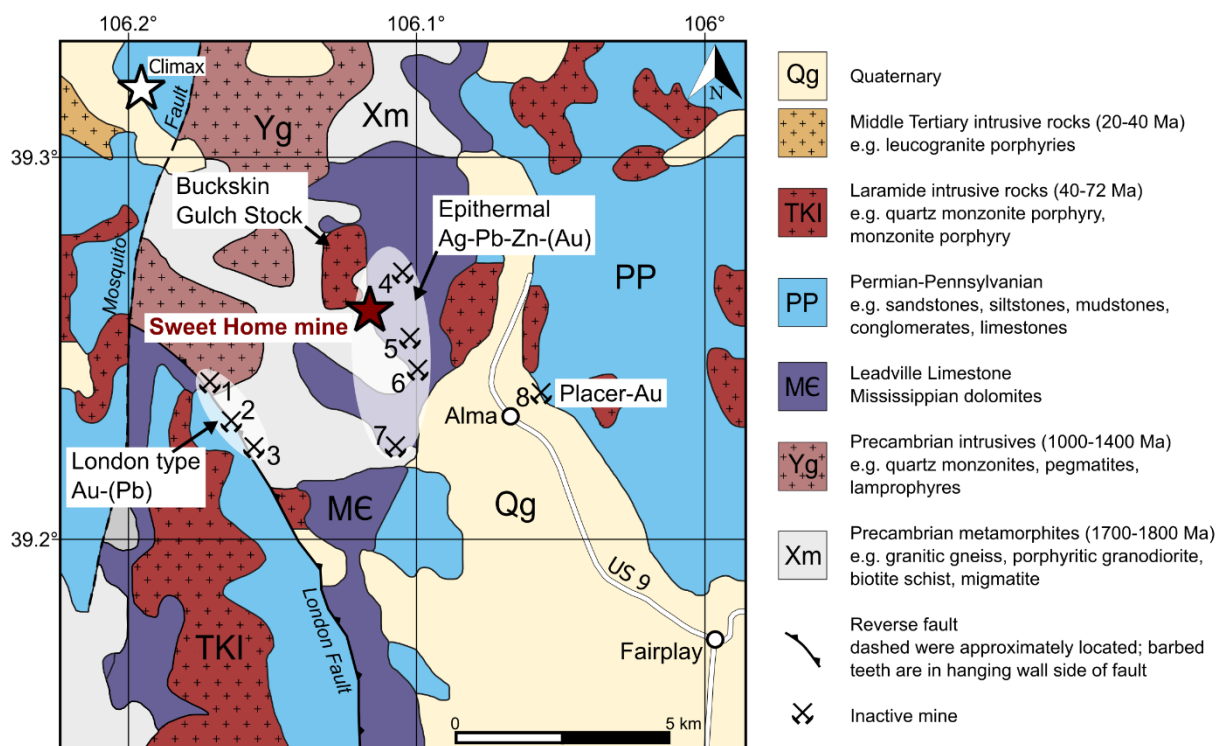 106.2°
106.1°
106°
Climax
Fault
Yg
Xm
N
39.3°
Buckskin
Gulch Stock
Epithermal
Ag-Pb-Zn-(Au)
Mosquito
4
PP
Sweet Home mine
5
6
1
8
Placer-Au
2
Alma
3
7
London type
Au-(Pb)
MЄ
Qg
39.2°
US 9
London Fault
TKI
Fairplay
0
5 km
Qg
Quaternary
Middle Tertiary intrusive rocks (20-40 Ma)
e.g. leucogranite porphyries
TKI
Laramide intrusive rocks (40-72 Ma)
e.g. quartz monzonite porphyry,
monzonite porphyry
PP
Permian-Pennsylvanian
e.g. sandstones, siltstones, mudstones,
conglomerates, limestones
MЄ
Leadville Limestone
Mississippian dolomites
Yg
Precambrian intrusives (1000-1400 Ma)
e.g. quartz monzonites, pegmatites,
lamprophyres
Xm
Precambrian metamorphites (1700-1800 Ma)
e.g. granitic gneiss, porphyritic granodiorite,
biotite schist, migmatite
Reverse fault
dashed were approximately located; barbed
teeth are in hanging wall side of fault
Inactive mine